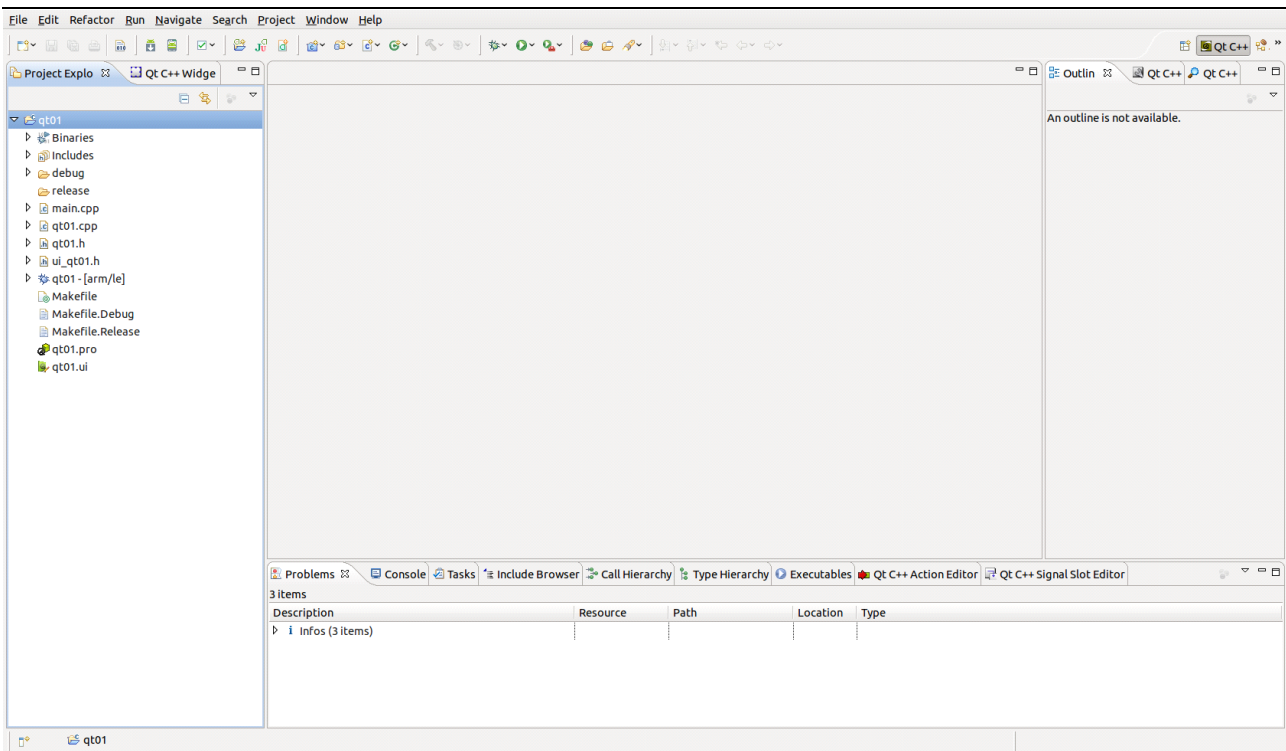 File Edit Refactor Run Navigate Search Project Window Help
Qt C++ »
Project Explo Qt C++ Widge
Outlin Qt C++ Qt C++
qt01
An outline is not available.
Binaries
Includes
debug
release
main.cpp
qt01.cpp
qt01.h
ui_qt01.h
qt01 - [arm/le]
Makefile
Makefile.Debug
Makefile.Release
qt01.pro
qt01.ui
Problems Console Tasks Include Browser Call Hierarchy Type Hierarchy Executables Qt C++ Action Editor Qt C++ Signal Slot Editor
3 items
Description Resource Path Location Type
i Infos (3 items)
qt01